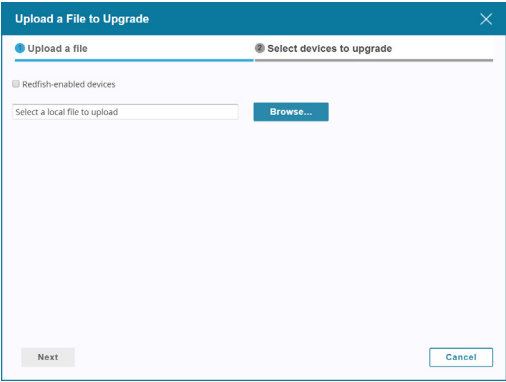 Upload a File to Upgrade
1 Upload a file
2 Select devices to upgrade
Redfish-enabled devices
Select a local file to upload
Browse...
Next
Cancel